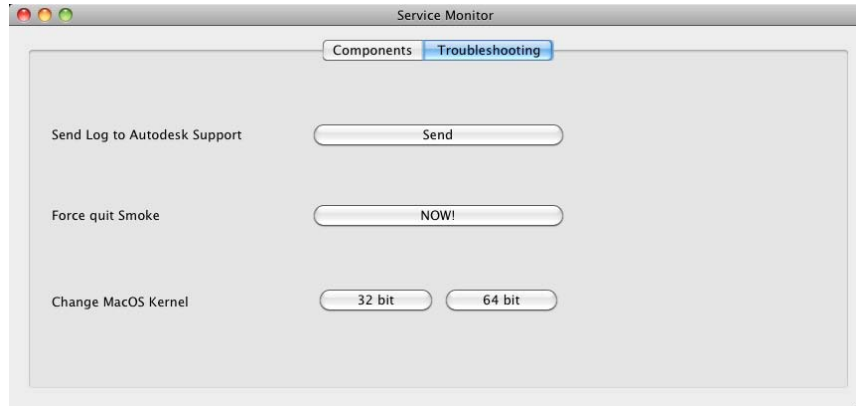 Service Monitor
Components Troubleshooting
Send Log to Autodesk Support Send
Force quit Smoke NOW!
Change MacOS Kernel 32 bit 64 bit